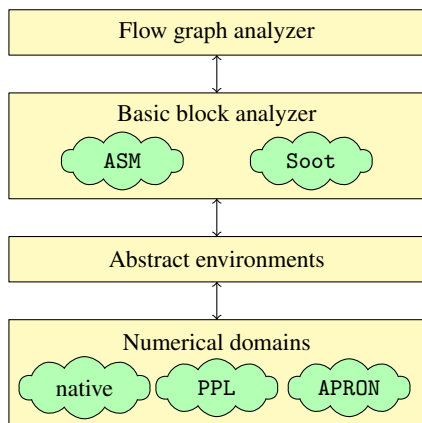 Flow graph analyzer
Basic block analyzer
ASM Soot
Abstract environments
Numerical domains
native PPL APRON